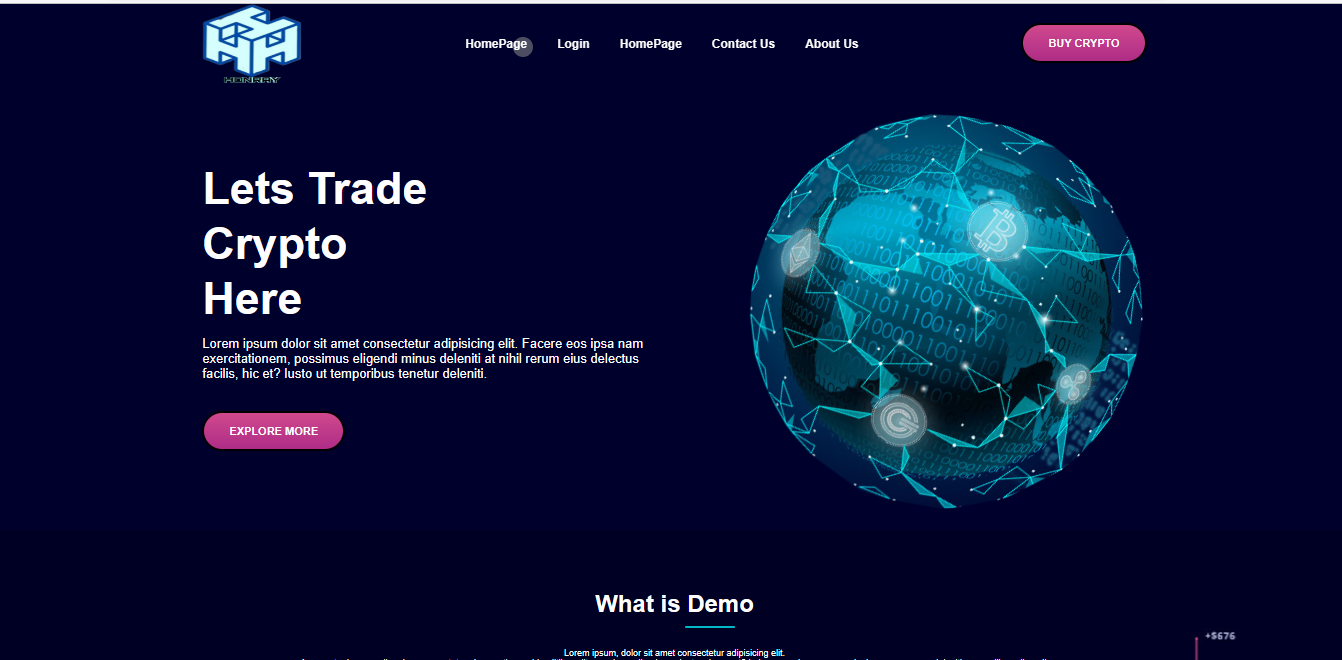 HONRAY
HomePage
Login
HomePage
Contact Us
About Us
BUY CRYPTO
Lets Trade
Crypto
Here
Lorem ipsum dolor sit amet consectetur adipisicing elit. Facere eos ipsa nam
exercitationem, possimus eligendi minus deleniti at nihil rerum eius delectus
facilis, hic et? Iusto ut temporibus tenetur deleniti.
EXPLORE MORE
What is Demo
+$676
Lorem ipsum, dolor sit amet consectetur adipisicing elit.